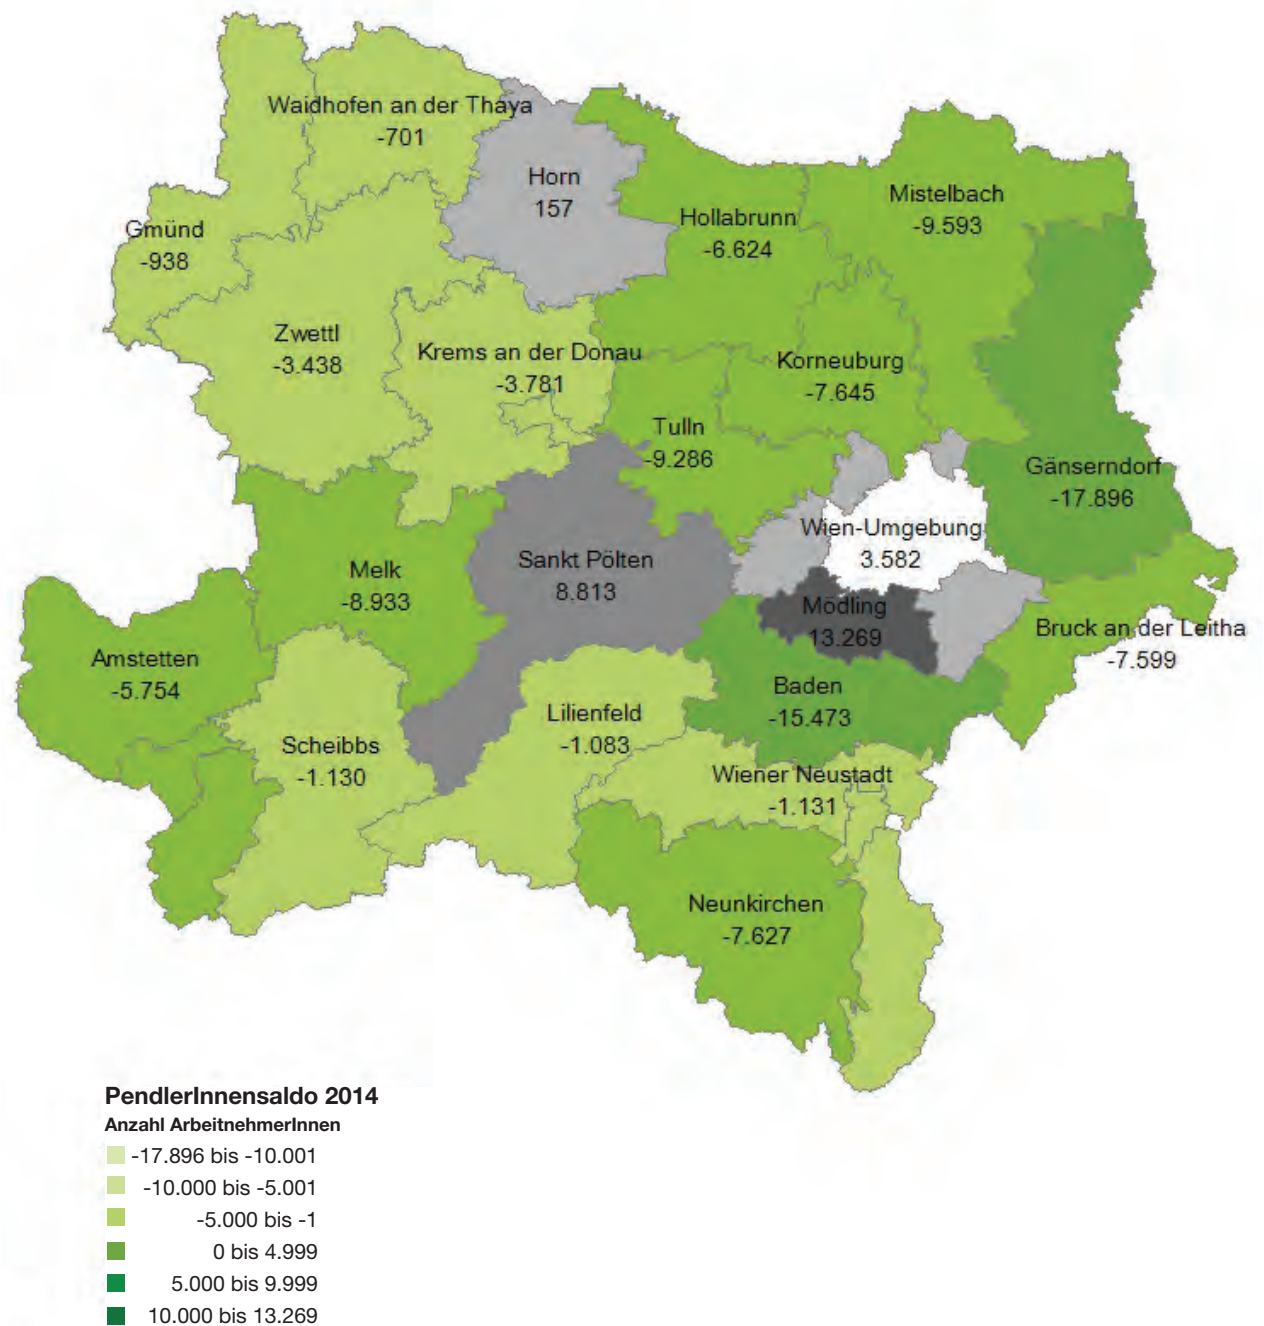 Waidhofen an der Thaya
-701
Horn
157
Mistelbach
-9.593
Hollabrunn
-6.624
Gmünd
-938
Zwettl
-3.438
Krems an der Donau
-3.781
Korneuburg
-7.645
Tulln
-9.286
Gänserndorf
-17.896
Wien-Umgebung
3.582
Sankt Pölten
8.813
Melk
-8.933
Mödling
13.269
Bruck an der Leitha
-7.599
Amstetten
-5.754
Baden
-15.473
Lilienfeld
-1.083
Scheibbs
-1.130
Wiener Neustadt
-1.131
Neunkirchen
-7.627
PendlerInnensaldo 2014
Anzahl ArbeitnehmerInnen
-17.896 bis -10.001
-10.000 bis -5.001
-5.000 bis -1
0 bis 4.999
5.000 bis 9.999
10.000 bis 13.269